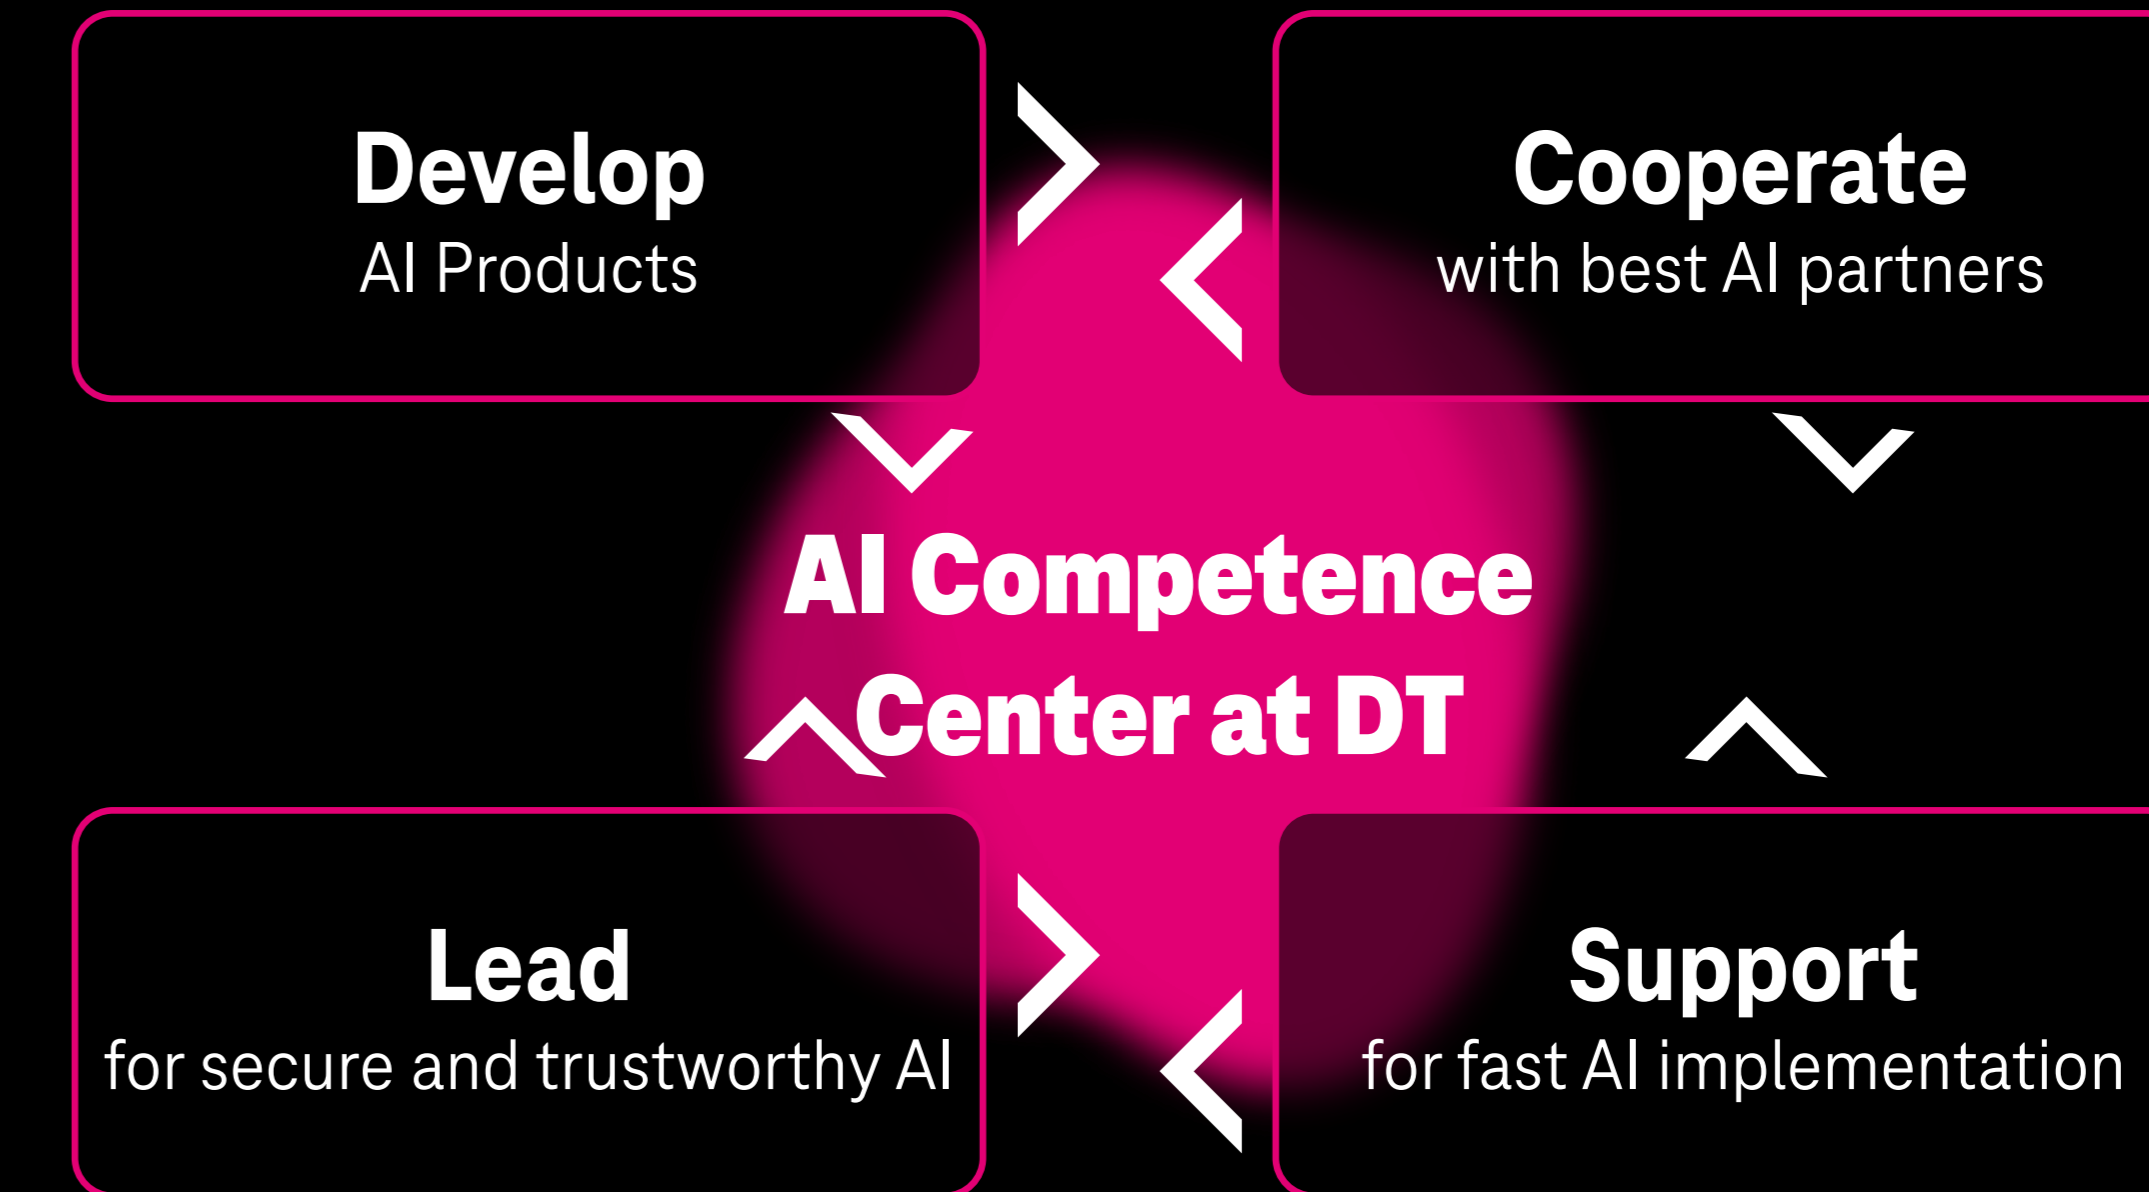 Develop
AI Products
Cooperate
with best AI partners
AI Competence
Center at DT
Lead
for secure and trustworthy AI
Support
for fast AI implementation